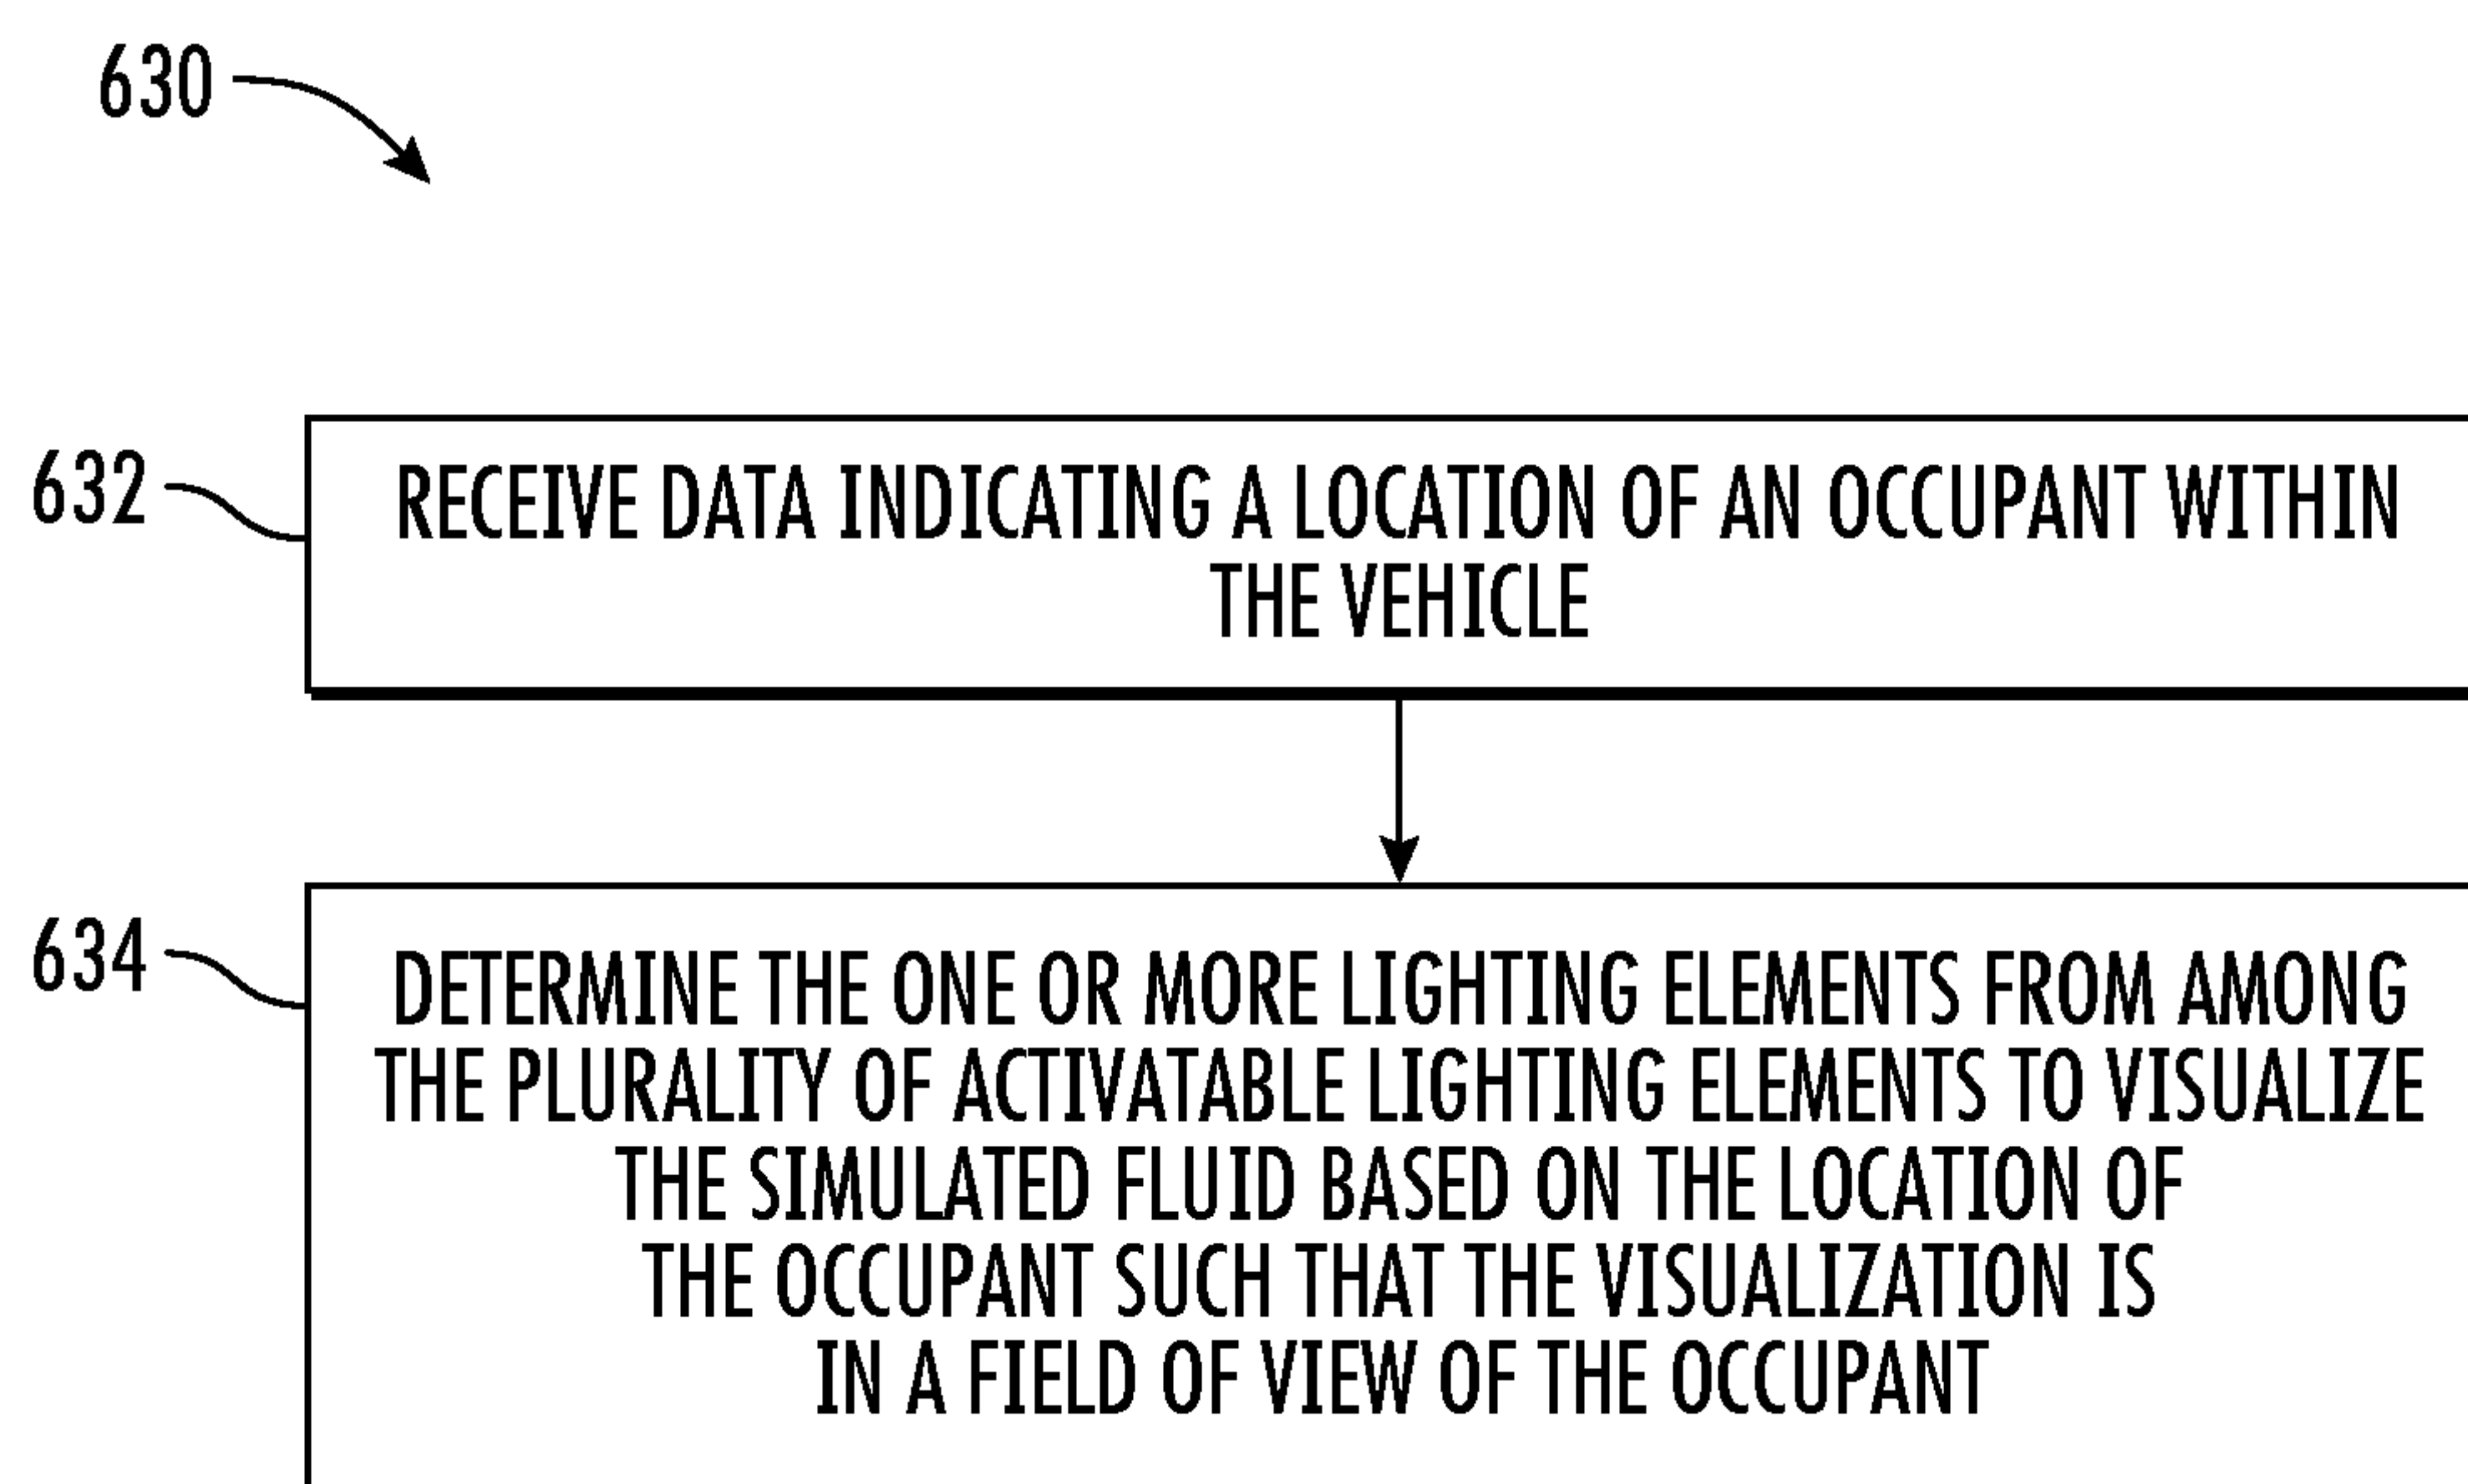 630
632
RECEIVE DATA INDICATING A LOCATION OF AN OCCUPANT WITHIN
THE VEHICLE
634
DETERMINE THE ONE OR MORE LIGHTING ELEMENTS FROM AMONG
THE PLURALITY OF ACTIVATABLE LIGHTING ELEMENTS TO VISUALIZE
THE SIMULATED FLUID BASED ON THE LOCATION OF
THE OCCUPANT SUCH THAT THE VISUALIZATION IS
IN A FIELD OF VIEW OF THE OCCUPANT